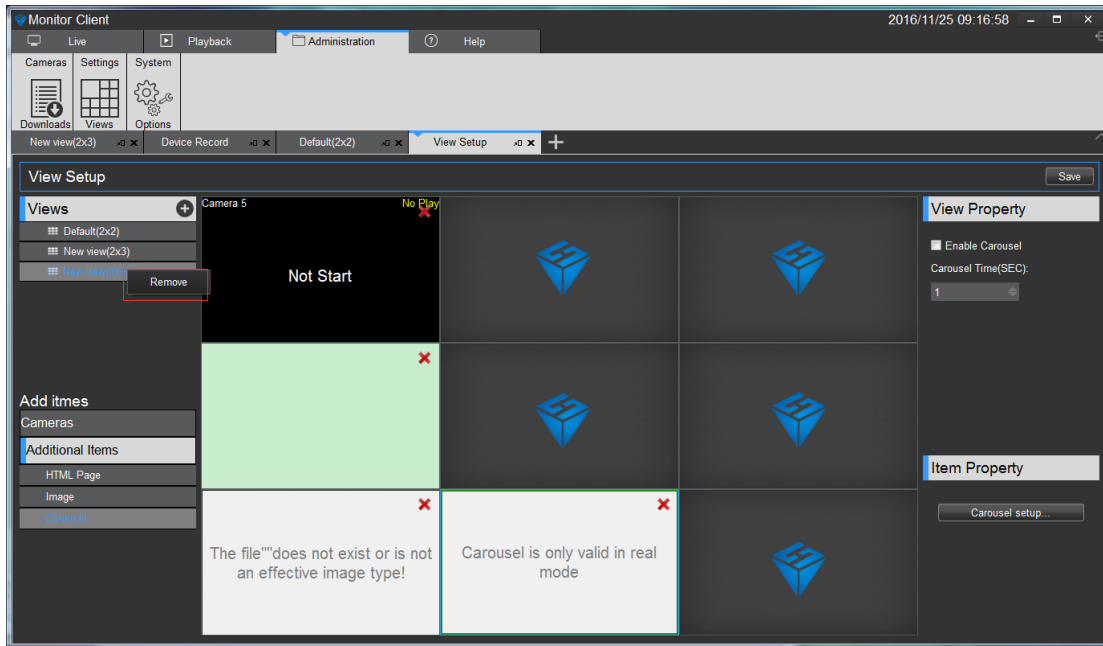 Monitor Client
2016/11/25 09:16:58
Live
Playback
Administration
Help
Cameras
Settings
System
Downloads
Views
Options
New view(2x3)
Device Record
Default(2x2)
View Setup
View Setup
Save
Views
Default(2x2)
New view(2x3)
Remove
Add itmes
Cameras
Additional Items
HTML Page
Image
Carousel
Camera 5
No Play
Not Start
The file""does not exist or is not
an effective image type!
Carousel is only valid in real
mode
View Property
Enable Carousel
Carousel Time(SEC):
1
Item Property
Carousel setup...